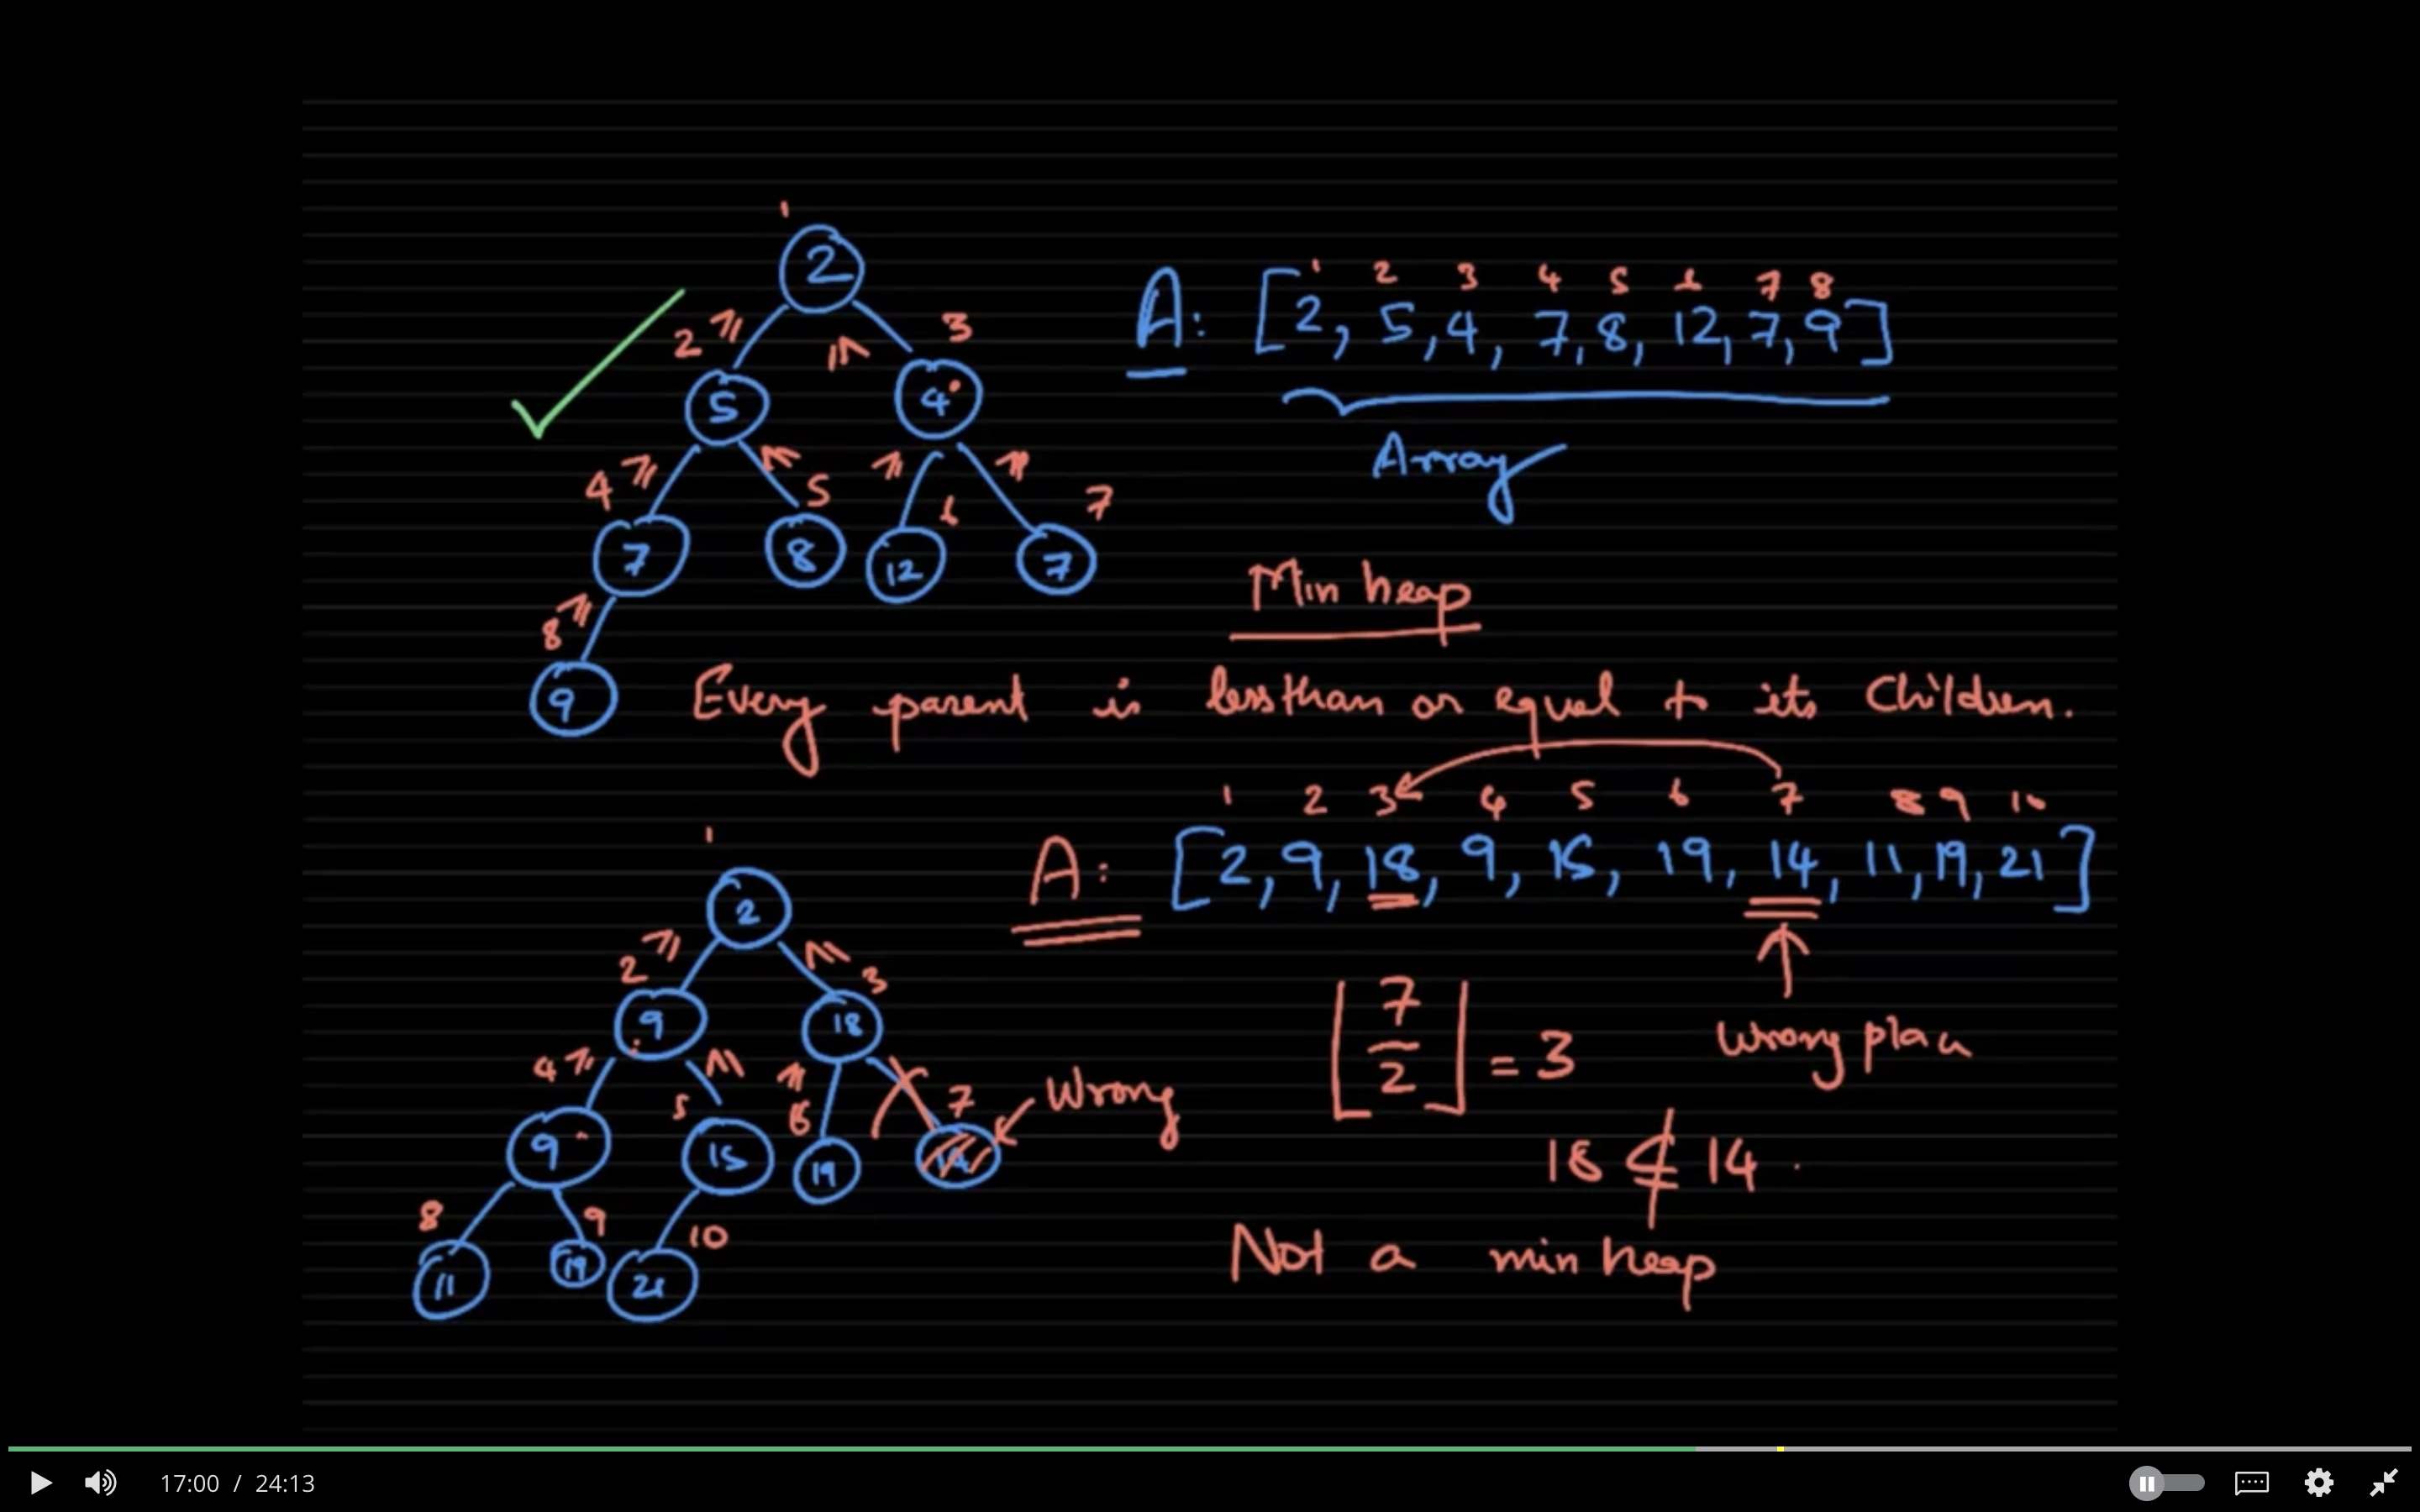 1
2
2 3
5 4
4 5 6 7
7 8 12 7
8
9
1 2 3 4 5 6 7 8
A: [2, 5, 4, 7, 8, 12, 7, 9]
Array
Min heap
Every parent is less than or equal to its Children.
1 2 3 4 5 6 7 8 9 10
A: [2, 9, 18, 9, 15, 19, 14, 11, 19, 21]
1
2
2 3
9 18
4 5 6 7
9 15 19 14
Wrong
8 9 10
11 19 21
⌊7/2⌋ = 3
Wrong place
18 ≰ 14
Not a min heap
17:00 / 24:13